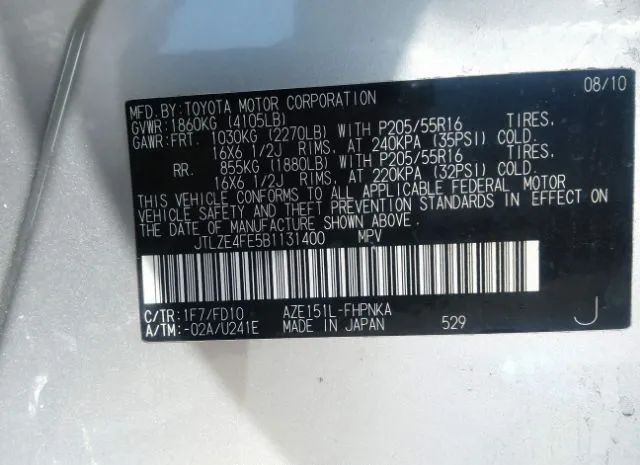 MFD. BY: TOYOTA MOTOR CORPORATION 08/10
GVWR: 1860KG (4105LB)
GAWR: FRT. 1030KG (2270LB) WITH P205/55R16 TIRES,
16X6 1/2J RIMS, AT 240KPA (35PSI) COLD.
RR. 855KG (1880LB) WITH P205/55R16 TIRES,
16X6 1/2J RIMS, AT 220KPA (32PSI) COLD.
THIS VEHICLE CONFORMS TO ALL APPLICABLE FEDERAL MOTOR
VEHICLE SAFETY AND THEFT PREVENTION STANDARDS IN EFFECT ON
THE DATE OF MANUFACTURE SHOWN ABOVE.
JTLZE4FE5B1131400 MPV
C/TR: 1F7/FD10 AZE151L-FHPNKA
A/TM: -02A/U241E MADE IN JAPAN 529 J